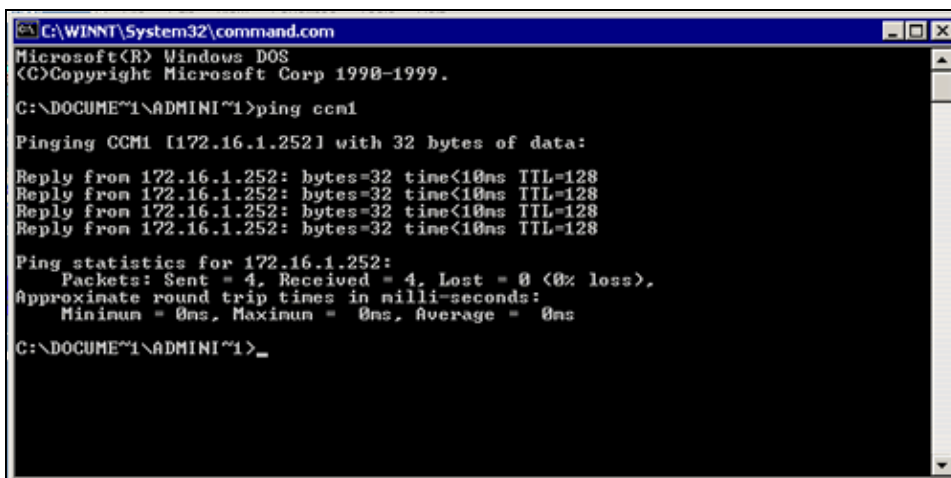 C:\WINNT\System32\command.com
Microsoft(R) Windows DOS
(C)Copyright Microsoft Corp 1990-1999.
C:\DOCUME~1\ADMINI~1>ping ccm1
Pinging CCM1 [172.16.1.252] with 32 bytes of data:
Reply from 172.16.1.252: bytes=32 time<10ms TTL=128
Reply from 172.16.1.252: bytes=32 time<10ms TTL=128
Reply from 172.16.1.252: bytes=32 time<10ms TTL=128
Reply from 172.16.1.252: bytes=32 time<10ms TTL=128
Ping statistics for 172.16.1.252:
Packets: Sent = 4, Received = 4, Lost = 0 (0% loss),
Approximate round trip times in milli-seconds:
Minimum = 0ms, Maximum =  0ms, Average =  0ms
C:\DOCUME~1\ADMINI~1>_